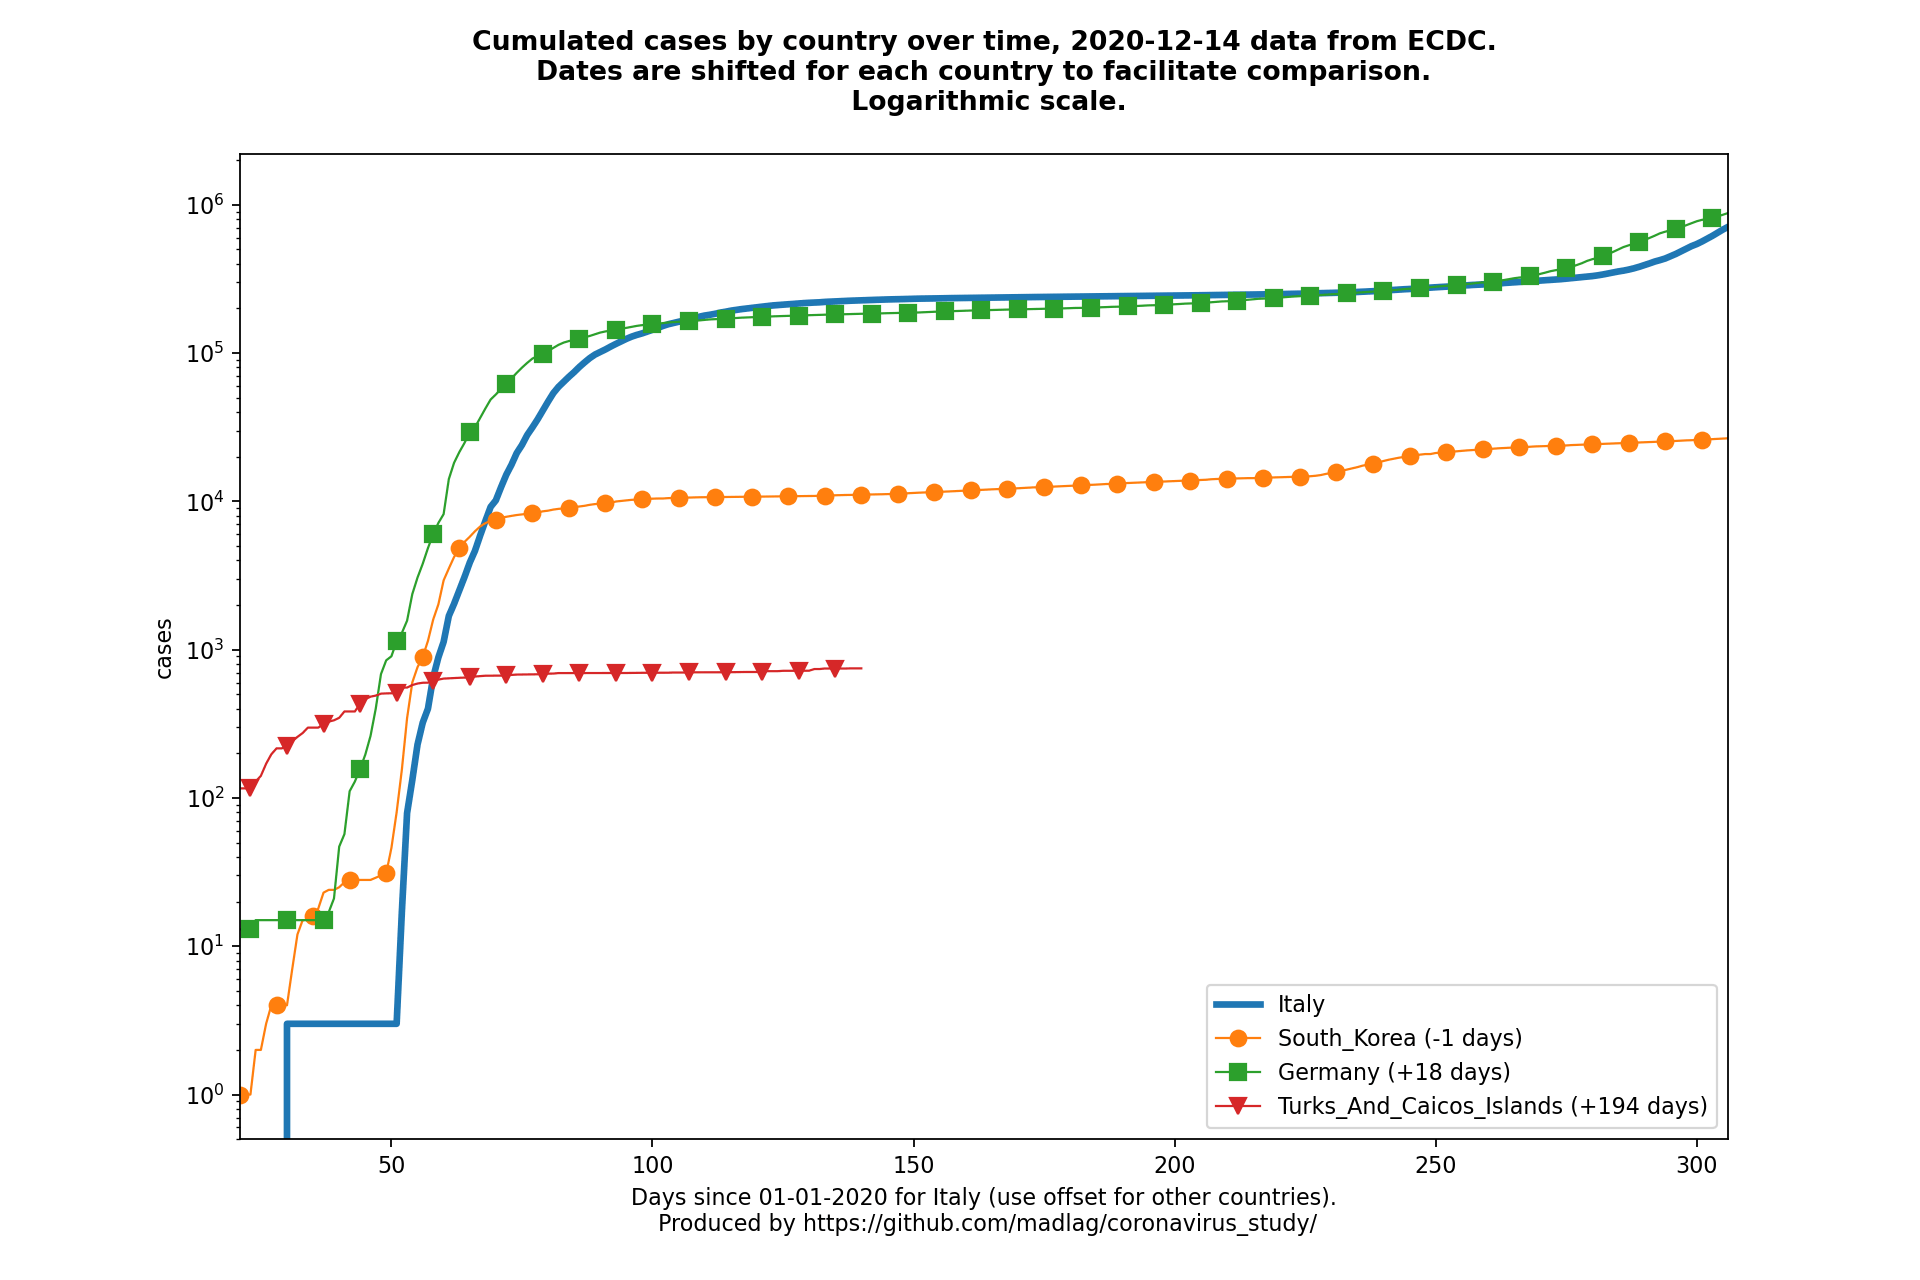 Cumulated cases by country over time, 2020-12-14 data from ECDC.
Dates are shifted for each country to facilitate comparison.
Logarithmic scale.
10^6
10^5
10^4
10^3
10^2
10^1
10^0
cases
Italy
South_Korea (-1 days)
Germany (+18 days)
Turks_And_Caicos_Islands (+194 days)
50 100 150 200 250 300
Days since 01-01-2020 for Italy (use offset for other countries).
Produced by https://github.com/madlag/coronavirus_study/